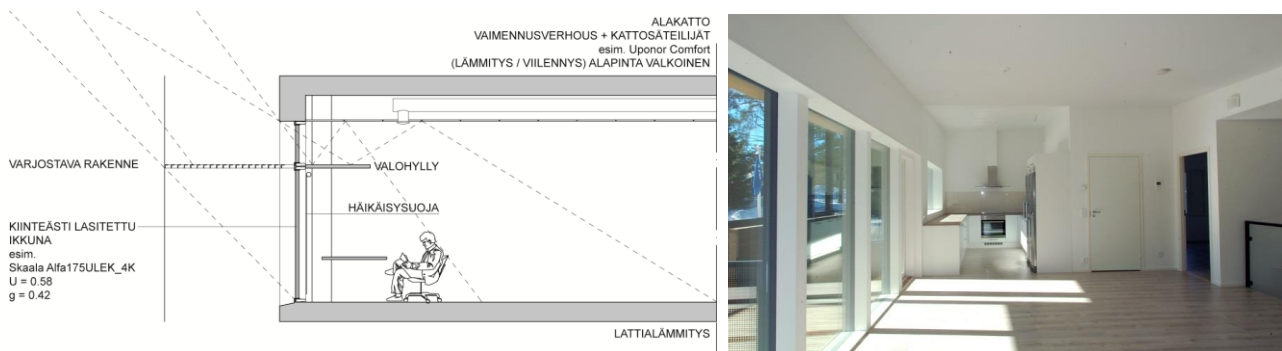 ALAKATTO
VAIMENNUSVERHOUS + KATTOSÄTEILIJÄT
esim. Uponor Comfort
(LÄMMITYS / VIILENNYS) ALAPINTA VALKOINEN
VARJOSTAVA RAKENNE
VALOHYLLY
HÄIKÄISYSUOJA
KIINTEÄSTI LASITETTU
IKKUNA
esim.
Skaala Alfa175ULEK_4K
U = 0.58
g = 0.42
LATTIALÄMMITYS